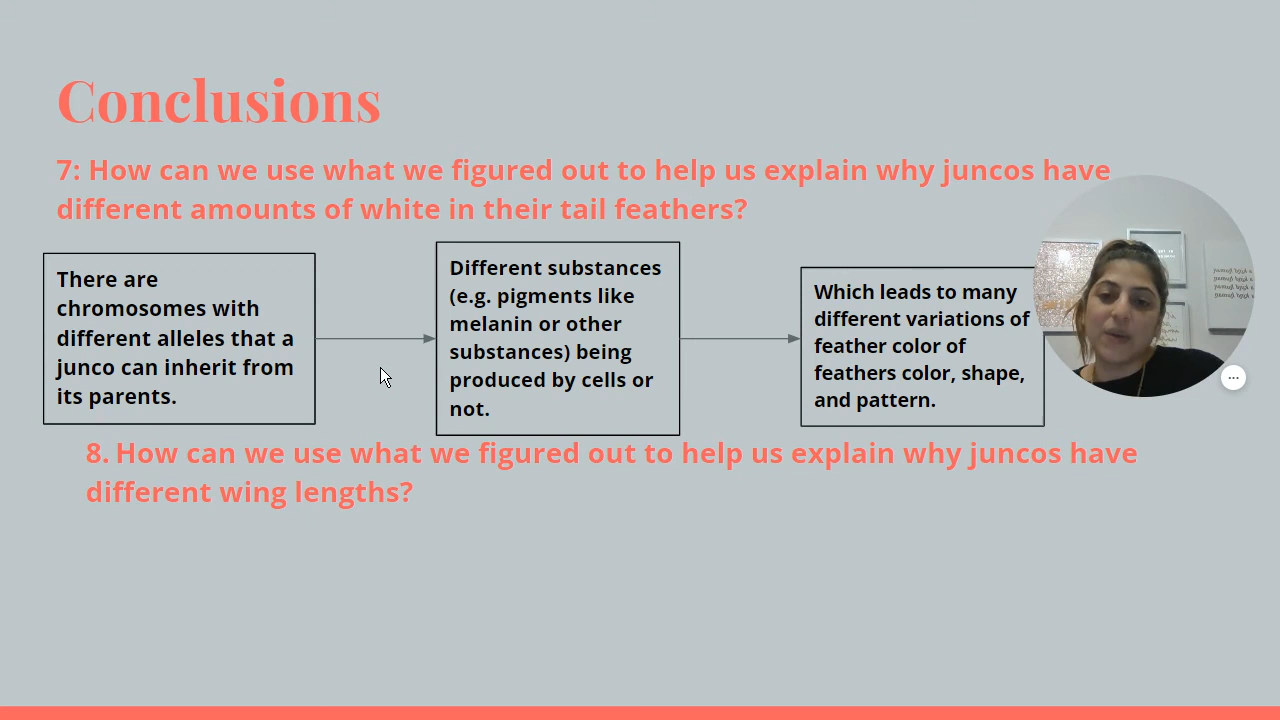 Conclusions
7: How can we use what we figured out to help us explain why juncos have
different amounts of white in their tail feathers?
There are
chromosomes with
different alleles that a
junco can inherit from
its parents.
Different substances
(e.g. pigments like
melanin or other
substances) being
produced by cells or
not.
Which leads to many
different variations of
feather color of
feathers color, shape,
and pattern.
8. How can we use what we figured out to help us explain why juncos have
different wing lengths?